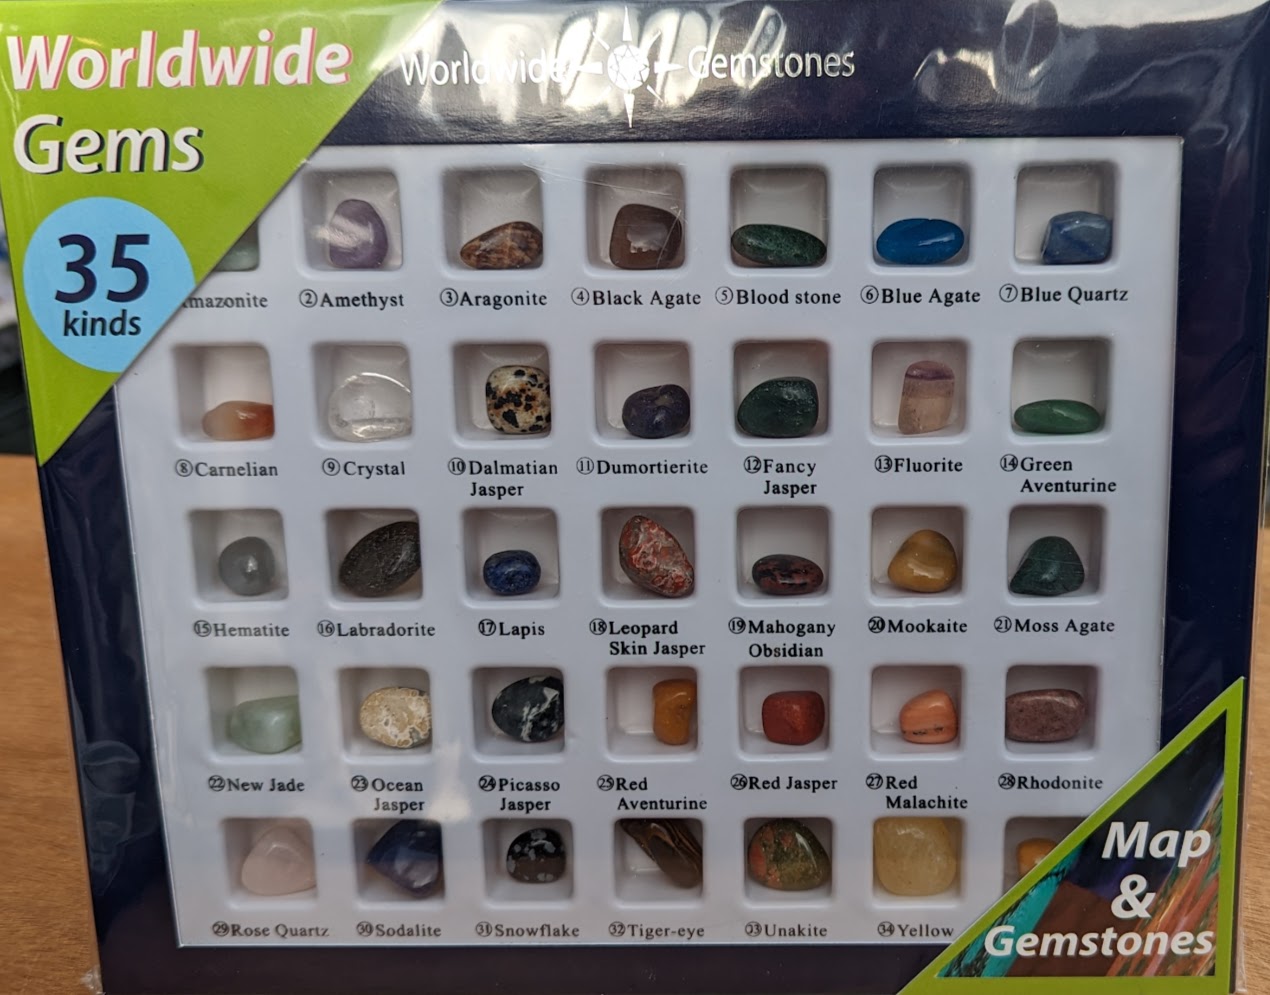 Worldwide
Gems
35
kinds
Worldwide Gemstones
mazonite ②Amethyst ③Aragonite ④Black Agate ⑤Blood stone ⑥Blue Agate ⑦Blue Quartz
⑧Carnelian ⑨Crystal ⑩Dalmatian ⑪Dumortierite ⑫Fancy ⑬Fluorite ⑭Green
Jasper Jasper Aventurine
⑮Hematite ⑯Labradorite ⑰Lapis ⑱Leopard ⑲Mahogany ⑳Mookaite ㉑Moss Agate
Skin Jasper Obsidian
㉒New Jade ㉓Ocean ㉔Picasso ㉕Red ㉖Red Jasper ㉗Red ㉘Rhodonite
Jasper Jasper Aventurine Malachite
㉙Rose Quartz ㉚Sodalite ㉛Snowflake ㉜Tiger-eye ㉝Unakite ㉞Yellow
Map
&
Gemstones